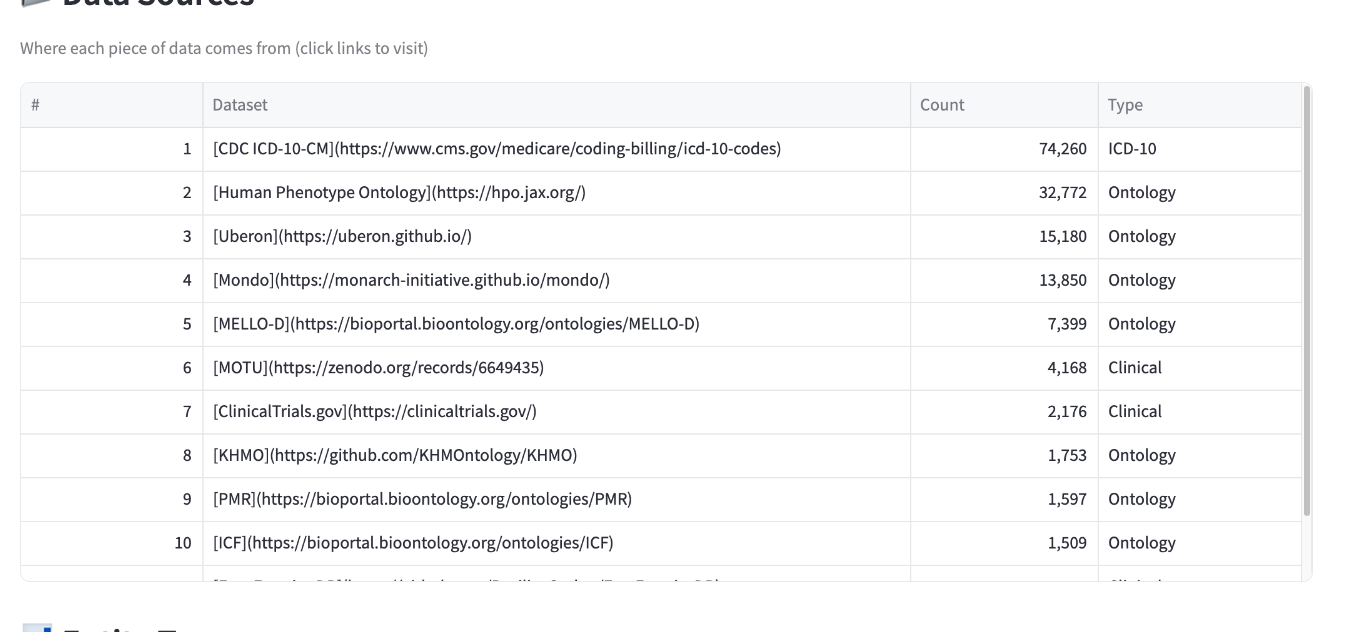 Data Sources
Where each piece of data comes from (click links to visit)
# Dataset Count Type
1 [CDC ICD-10-CM](https://www.cms.gov/medicare/coding-billing/icd-10-codes) 74,260 ICD-10
2 [Human Phenotype Ontology](https://hpo.jax.org/) 32,772 Ontology
3 [Uberon](https://uberon.github.io/) 15,180 Ontology
4 [Mondo](https://monarch-initiative.github.io/mondo/) 13,850 Ontology
5 [MELLO-D](https://bioportal.bioontology.org/ontologies/MELLO-D) 7,399 Ontology
6 [MOTU](https://zenodo.org/records/6649435) 4,168 Clinical
7 [ClinicalTrials.gov](https://clinicaltrials.gov/) 2,176 Clinical
8 [KHMO](https://github.com/KHMOntology/KHMO) 1,753 Ontology
9 [PMR](https://bioportal.bioontology.org/ontologies/PMR) 1,597 Ontology
10 [ICF](https://bioportal.bioontology.org/ontologies/ICF) 1,509 Ontology